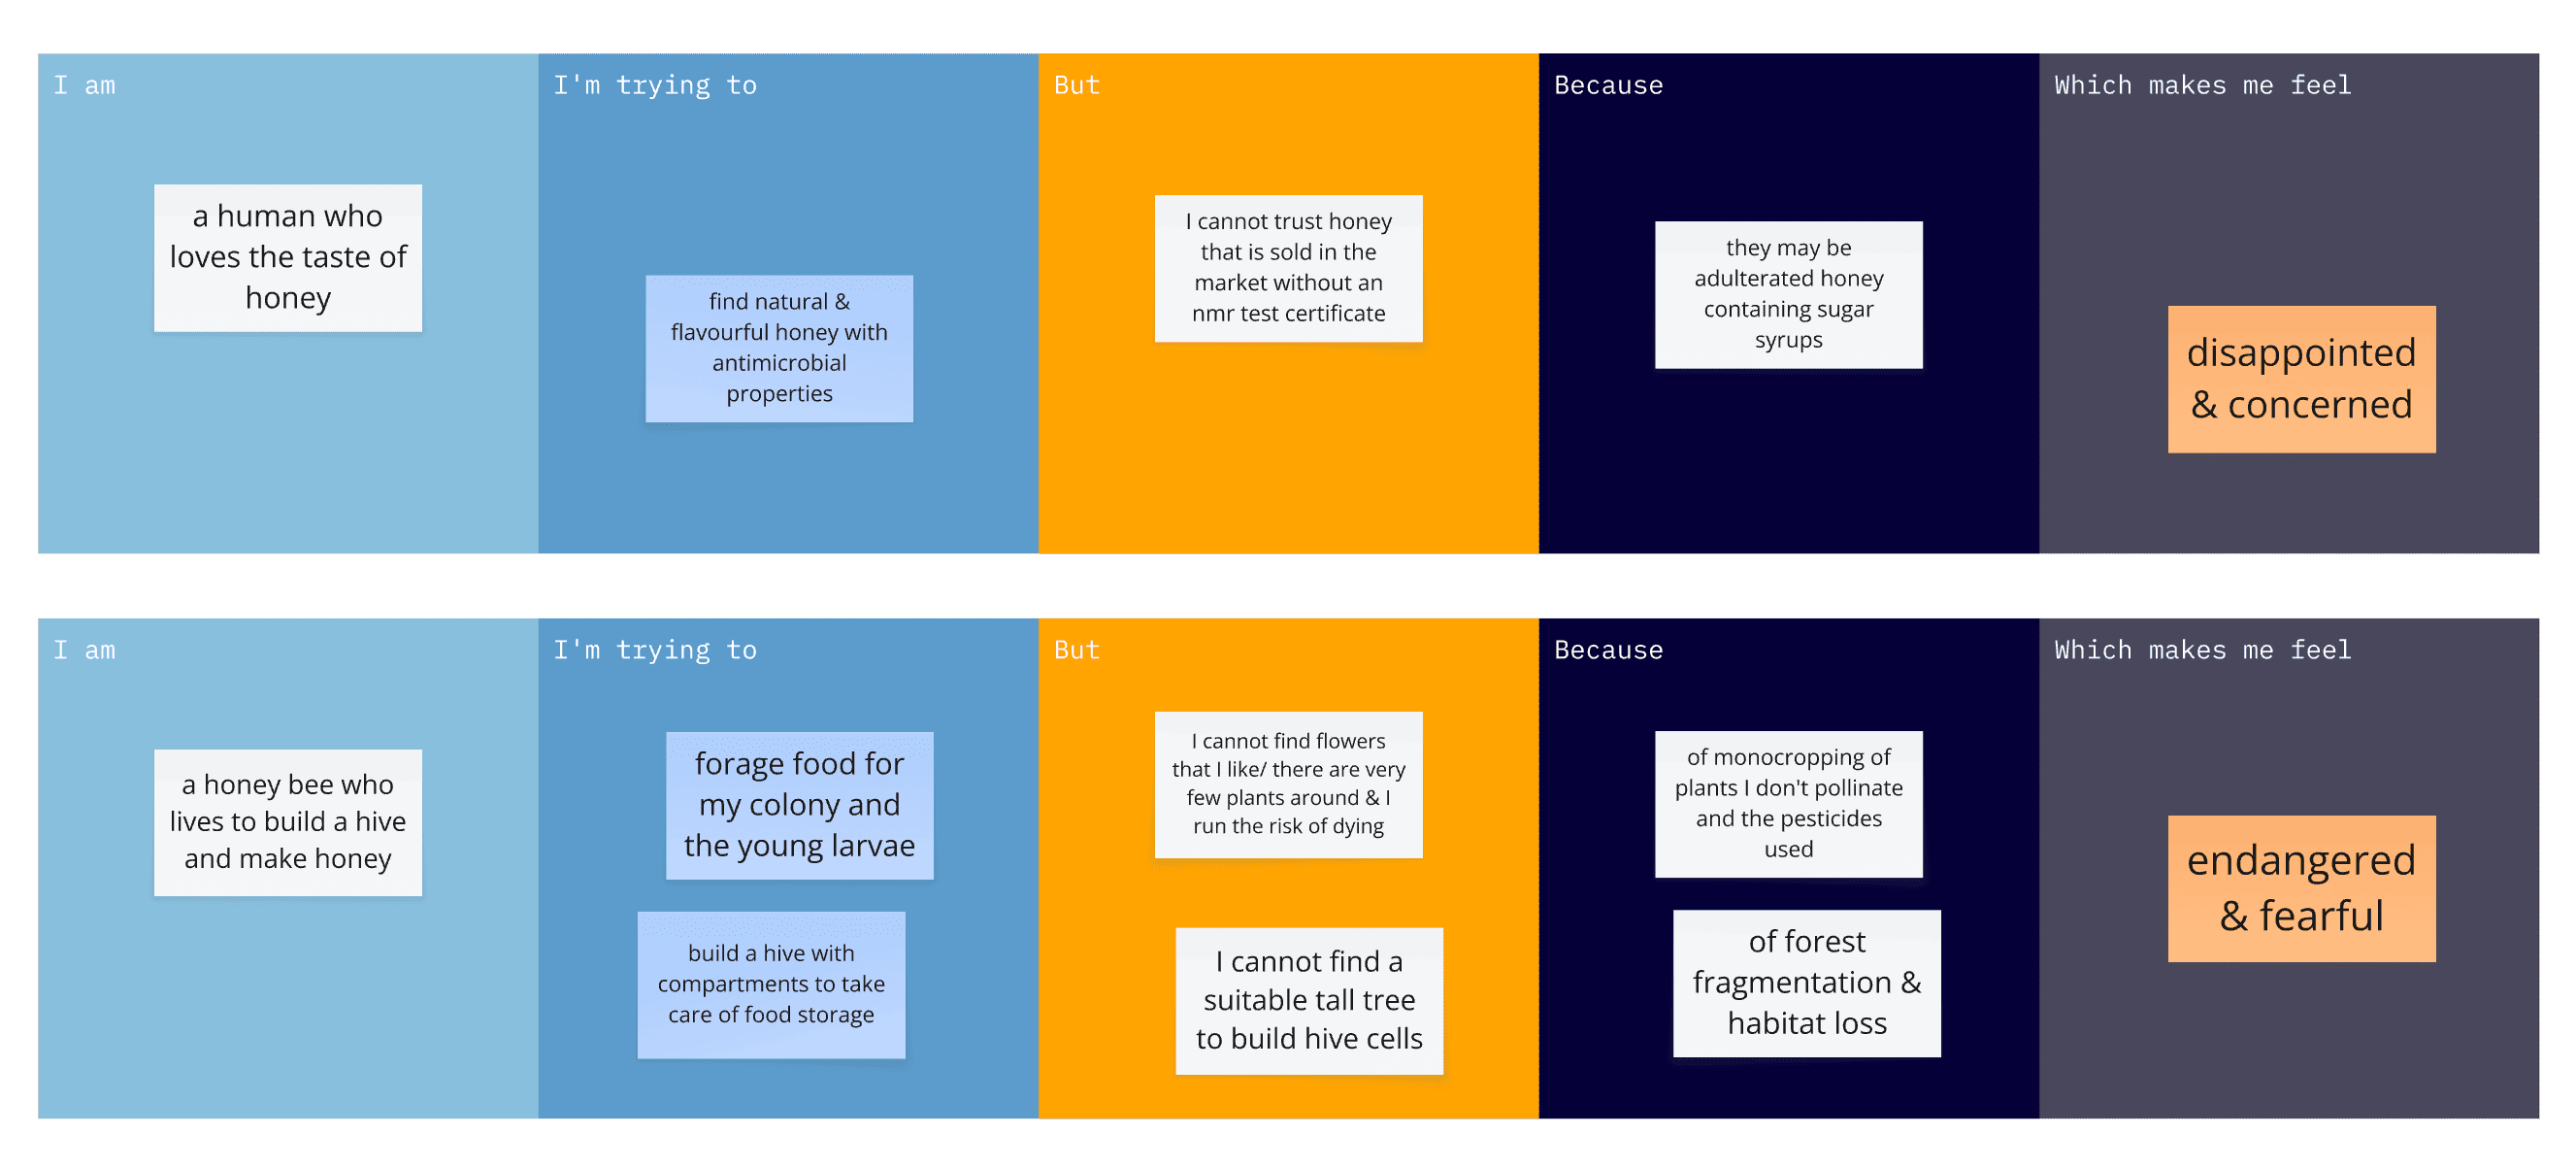 I am
a human who
loves the taste of
honey
I'm trying to
find natural &
flavourful honey with
antimicrobial
properties
But
I cannot trust honey
that is sold in the
market without an
nmr test certificate
Because
they may be
adulterated honey
containing sugar
syrups
Which makes me feel
disappointed
& concerned
I am
a honey bee who
lives to build a hive
and make honey
I'm trying to
forage food for
my colony and
the young larvae
build a hive with
compartments to take
care of food storage
But
I cannot find flowers
that I like/ there are very
few plants around & I
run the risk of dying
I cannot find a
suitable tall tree
to build hive cells
Because
of monocropping of
plants I don't pollinate
and the pesticides
used
of forest
fragmentation &
habitat loss
Which makes me feel
endangered
& fearful